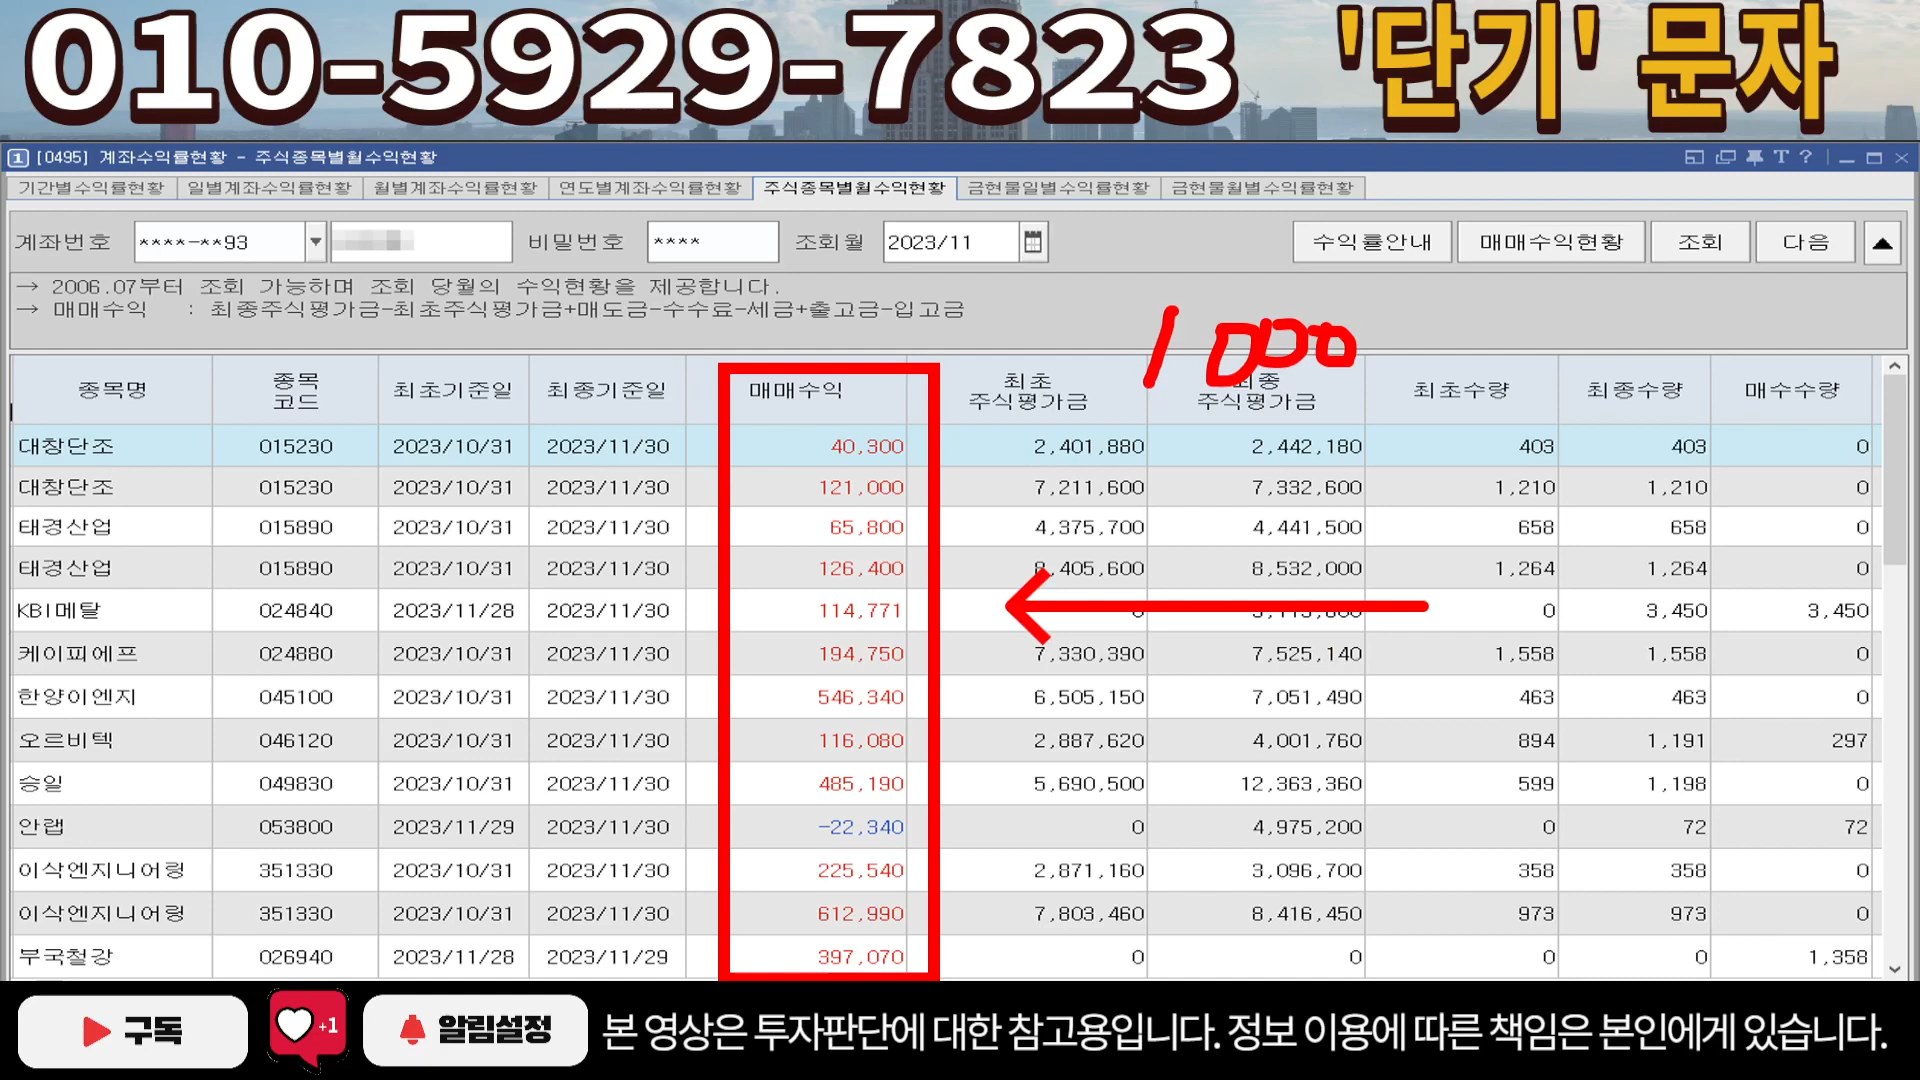 010-5929-7823 '단기' 문자
1 [0495] 계좌수익률현황 - 주식종목별월수익현황
기간별수익률현황 일별계좌수익률현황 월별계좌수익률현황 연도별계좌수익률현황 주식종목별월수익현황 금현물일별수익률현황 금현물월별수익률현황
계좌번호 ****-**93 비밀번호 **** 조회월 2023/11 수익률안내 매매수익현황 조회 다음
→ 2006.07부터 조회 가능하며 조회 당월의 수익현황을 제공합니다.
→ 매매수익 : 최종주식평가금-최초주식평가금+매도금-수수료-세금+출고금-입고금
1000
종목명 종목코드 최초기준일 최종기준일 매매수익 최초주식평가금 최종주식평가금 최초수량 최종수량 매수수량
대창단조 015230 2023/10/31 2023/11/30 40,300 2,401,880 2,442,180 403 403 0
대창단조 015230 2023/10/31 2023/11/30 121,000 7,211,600 7,332,600 1,210 1,210 0
태경산업 015890 2023/10/31 2023/11/30 65,800 4,375,700 4,441,500 658 658 0
태경산업 015890 2023/10/31 2023/11/30 126,400 8,405,600 8,532,000 1,264 1,264 0
KBI메탈 024840 2023/11/28 2023/11/30 114,771 0 0 3,450 3,450
케이피에프 024880 2023/10/31 2023/11/30 194,750 7,330,390 7,525,140 1,558 1,558 0
한양이엔지 045100 2023/10/31 2023/11/30 546,340 6,505,150 7,051,490 463 463 0
오르비텍 046120 2023/10/31 2023/11/30 116,080 2,887,620 4,001,760 894 1,191 297
승일 049830 2023/10/31 2023/11/30 485,190 5,690,500 12,363,360 599 1,198 0
안랩 053800 2023/11/29 2023/11/30 -22,340 0 4,975,200 0 72 72
이삭엔지니어링 351330 2023/10/31 2023/11/30 225,540 2,871,160 3,096,700 358 358 0
이삭엔지니어링 351330 2023/10/31 2023/11/30 612,990 7,803,460 8,416,450 973 973 0
부국철강 026940 2023/11/28 2023/11/29 397,070 0 0 0 0 1,358
구독 +1 알림설정 본 영상은 투자판단에 대한 참고용입니다. 정보 이용에 따른 책임은 본인에게 있습니다.